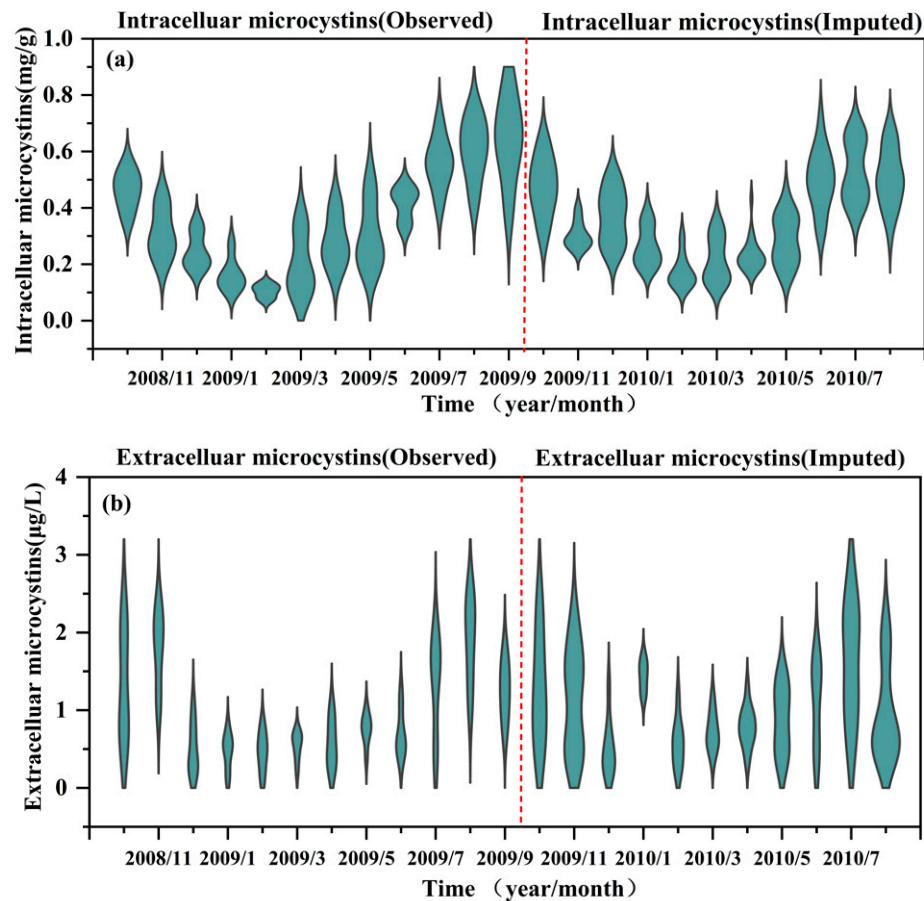 Intracelluar microcystins(Observed) Intracelluar microcystins(Imputed)
(a)
Intracelluar microcystins(mg/g)
1.0
0.8
0.6
0.4
0.2
0.0
2008/11 2009/1 2009/3 2009/5 2009/7 2009/9 2009/11 2010/1 2010/3 2010/5 2010/7
Time （year/month）
Extracelluar microcystins(Observed) Extracelluar microcystins(Imputed)
(b)
Extracelluar microcystins(μg/L)
4
3
2
1
0
2008/11 2009/1 2009/3 2009/5 2009/7 2009/9 2009/11 2010/1 2010/3 2010/5 2010/7
Time （year/month）